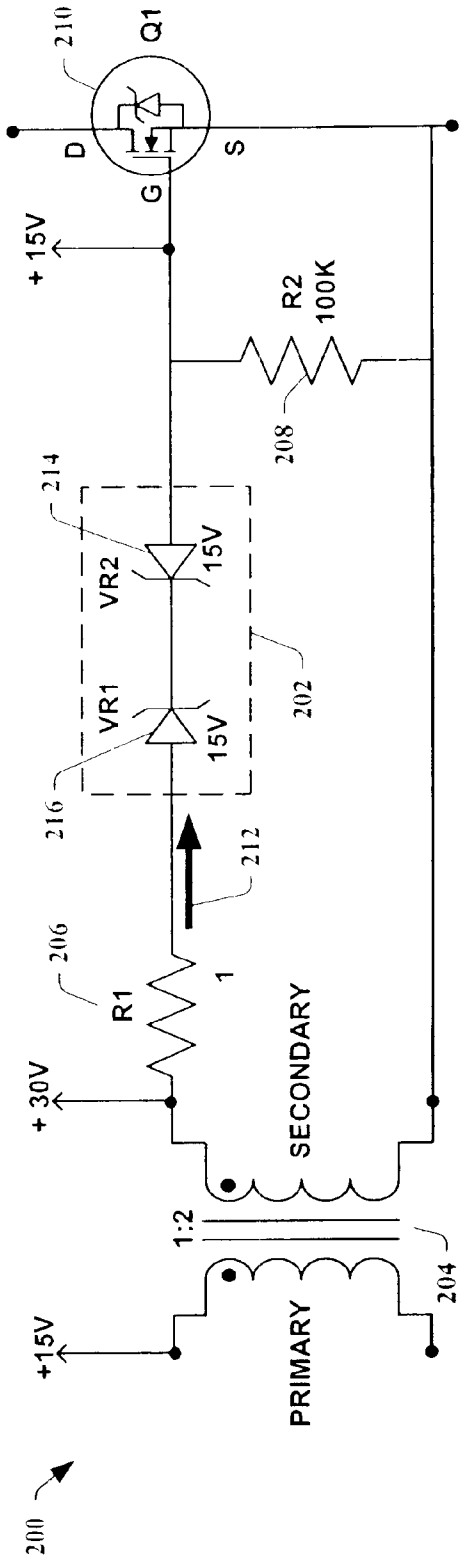 200
+15V
PRIMARY
1:2
204
SECONDARY
+30V
R1
206
1
212
216
VR1
15V
202
VR2
15V
214
R2
100K
208
+15V
G
D
S
210
Q1